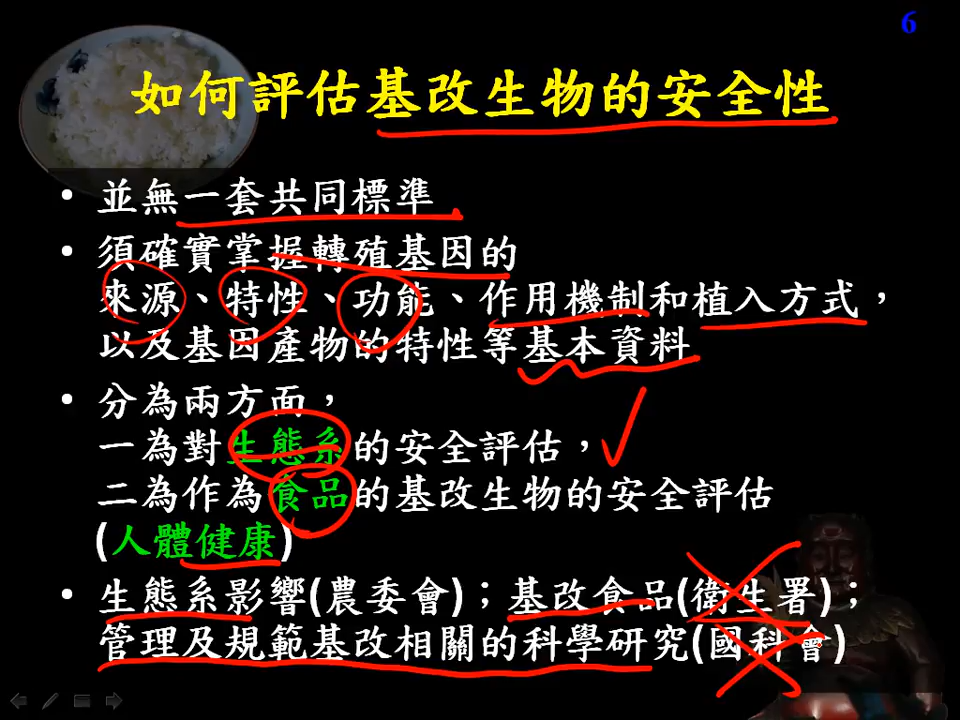 6
如何評估基改生物的安全性
• 並無一套共同標準
• 須確實掌握轉殖基因的
來源、特性、功能、作用機制和植入方式，
以及基因產物的特性等基本資料
• 分為兩方面，
一為對生態系的安全評估，
二為作為食品的基改生物的安全評估
(人體健康)
• 生態系影響(農委會)；基改食品(衛生署)；
管理及規範基改相關的科學研究(國科會)